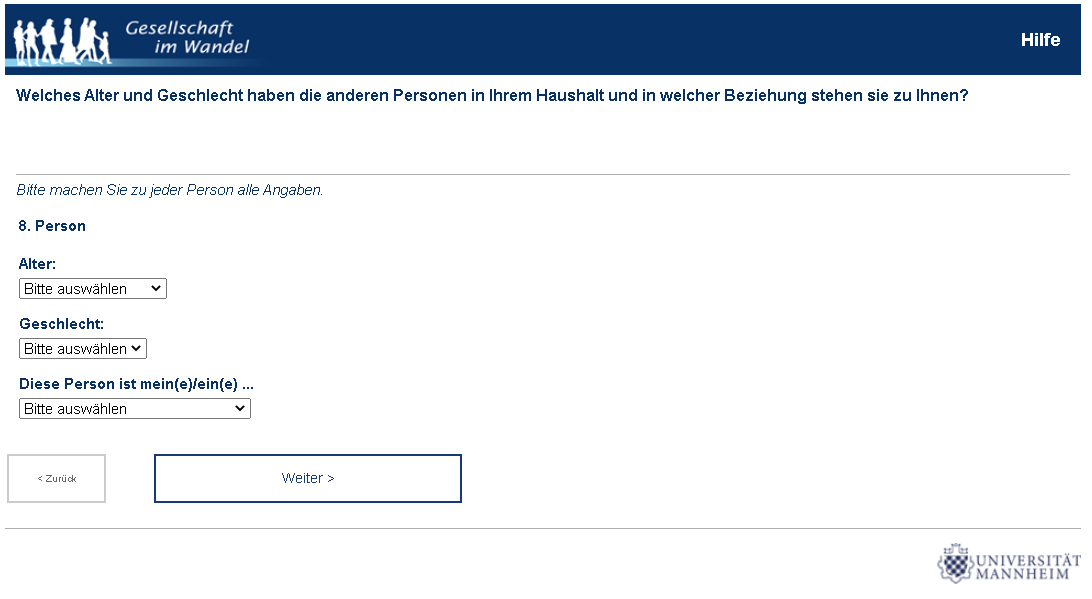 Gesellschaft
im Wandel
Hilfe
Welches Alter und Geschlecht haben die anderen Personen in Ihrem Haushalt und in welcher Beziehung stehen sie zu Ihnen?
Bitte machen Sie zu jeder Person alle Angaben.
8. Person
Alter:
Bitte auswählen
Geschlecht:
Bitte auswählen
Diese Person ist mein(e)/ein(e) ...
Bitte auswählen
< Zurück
Weiter >
UNIVERSITÄT
MANNHEIM